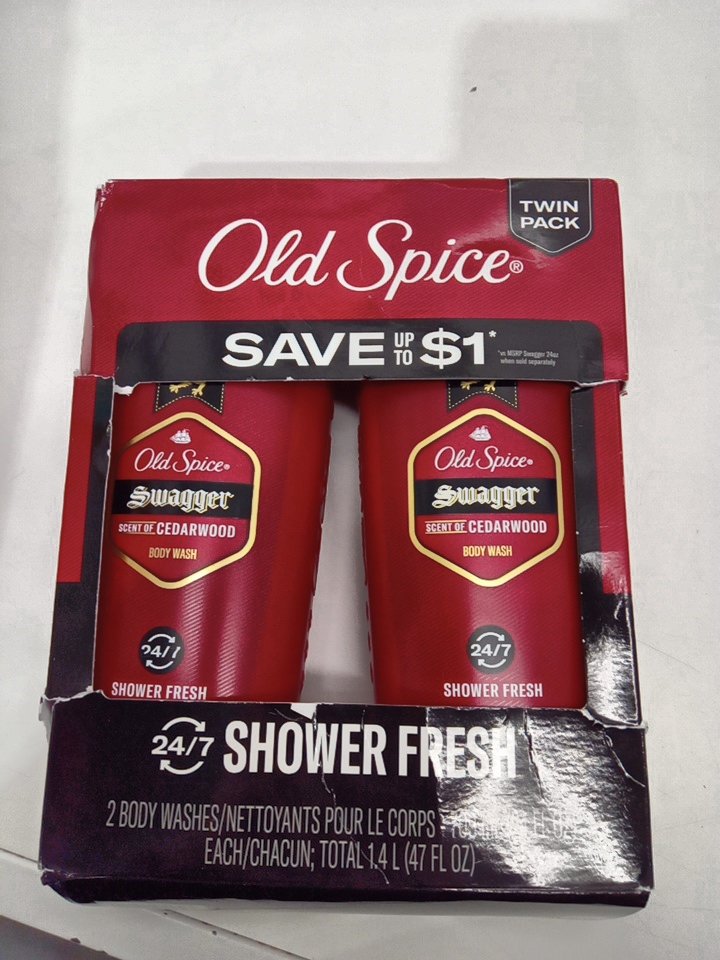 TWIN
PACK
Old Spice®
SAVE UP TO $1*
*vs MSRP Swagger 24oz
when sold separately
Old Spice®
Swagger
SCENT OF CEDARWOOD
BODY WASH
24/7
SHOWER FRESH
Old Spice®
Swagger
SCENT OF CEDARWOOD
BODY WASH
24/7
SHOWER FRESH
24/7 SHOWER FRESH
2 BODY WASHES/NETTOYANTS POUR LE CORPS
EACH/CHACUN; TOTAL 1.4 L (47 FL OZ)